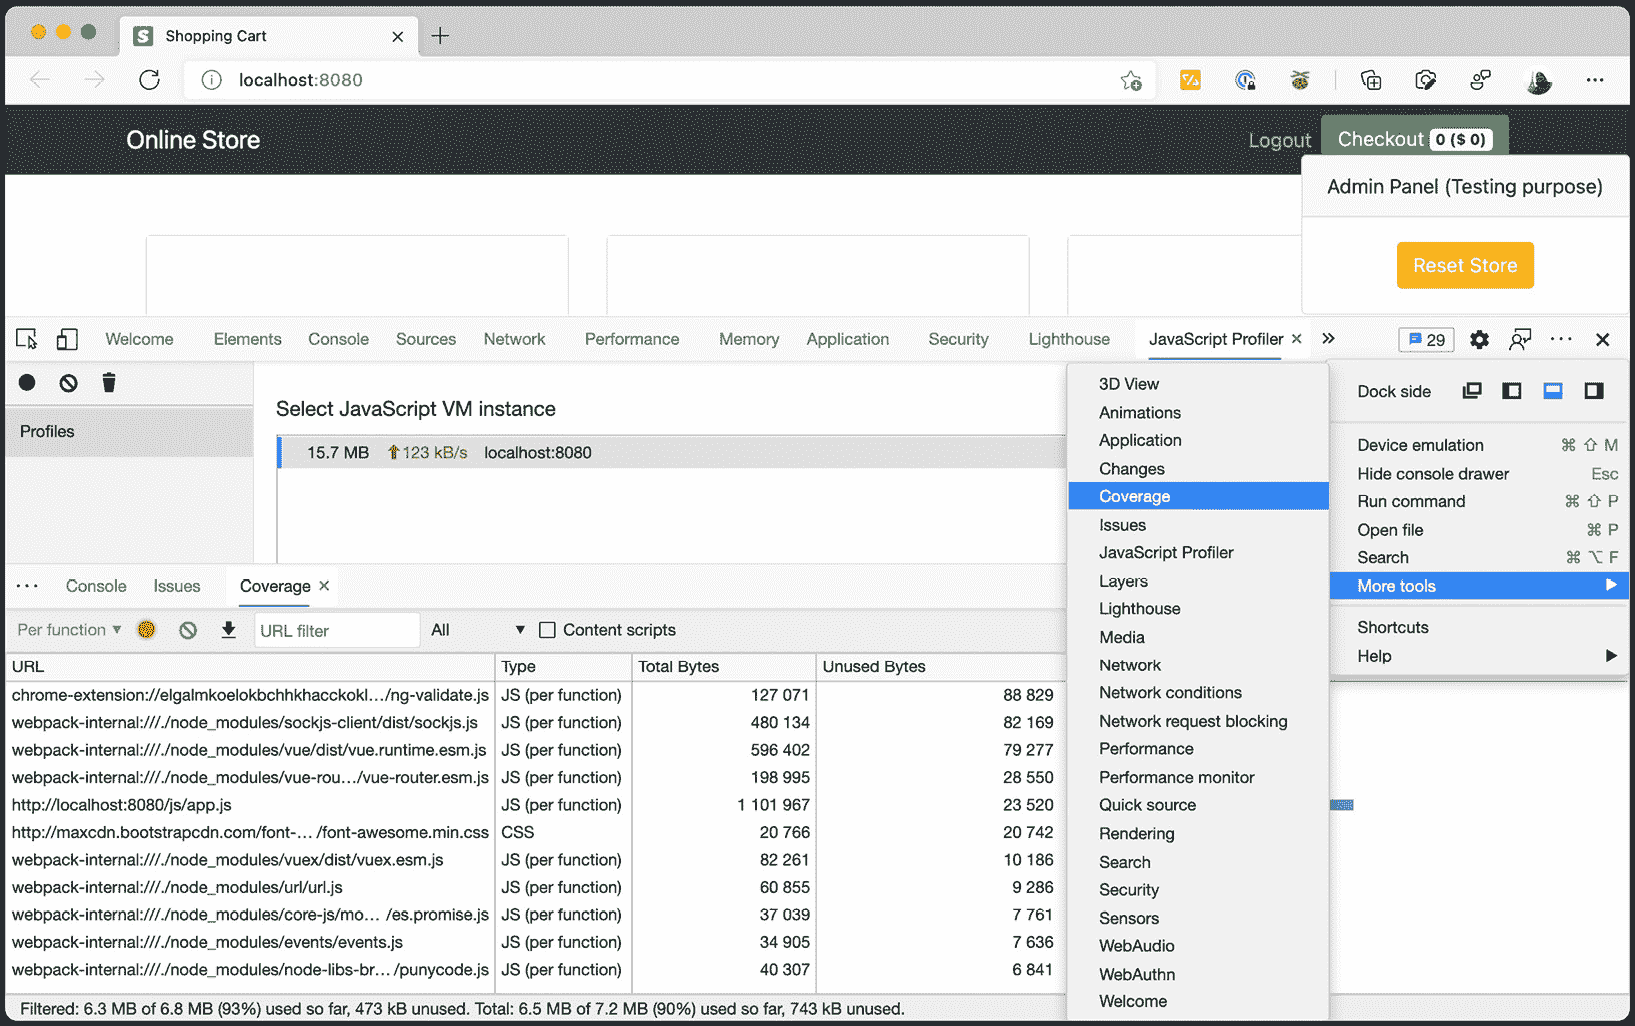 Shopping Cart
localhost:8080
Online Store
Logout
Checkout 0 ($ 0)
Admin Panel (Testing purpose)
Reset Store
Welcome Elements Console Sources Network Performance Memory Application Security Lighthouse JavaScript Profiler 29
Profiles
Select JavaScript VM instance
15.7 MB 123 kB/s localhost:8080
Dock side
Device emulation ⌘ ⇧ M
Hide console drawer Esc
Run command ⌘ ⇧ P
Open file ⌘ P
Search ⌘ ⌥ F
More tools
Shortcuts
Help
3D View
Animations
Application
Changes
Coverage
Issues
JavaScript Profiler
Layers
Lighthouse
Media
Network
Network conditions
Network request blocking
Performance
Performance monitor
Quick source
Rendering
Search
Security
Sensors
WebAudio
WebAuthn
Welcome
Console Issues Coverage
Per function URL filter All Content scripts
URL Type Total Bytes Unused Bytes
chrome-extension://elgalmkoelokbchhkhacckokl…/ng-validate.js JS (per function) 127 071 88 829
webpack-internal:///./node_modules/sockjs-client/dist/sockjs.js JS (per function) 480 134 82 169
webpack-internal:///./node_modules/vue/dist/vue.runtime.esm.js JS (per function) 596 402 79 277
webpack-internal:///./node_modules/vue-rou…/vue-router.esm.js JS (per function) 198 995 28 550
http://localhost:8080/js/app.js JS (per function) 1 101 967 23 520
http://maxcdn.bootstrapcdn.com/font-… /font-awesome.min.css CSS 20 766 20 742
webpack-internal:///./node_modules/vuex/dist/vuex.esm.js JS (per function) 82 261 10 186
webpack-internal:///./node_modules/url/url.js JS (per function) 60 855 9 286
webpack-internal:///./node_modules/core-js/mo… /es.promise.js JS (per function) 37 039 7 761
webpack-internal:///./node_modules/events/events.js JS (per function) 34 905 7 636
webpack-internal:///./node_modules/node-libs-br… /punycode.js JS (per function) 40 307 6 841
Filtered: 6.3 MB of 6.8 MB (93%) used so far, 473 kB unused. Total: 6.5 MB of 7.2 MB (90%) used so far, 743 kB unused.